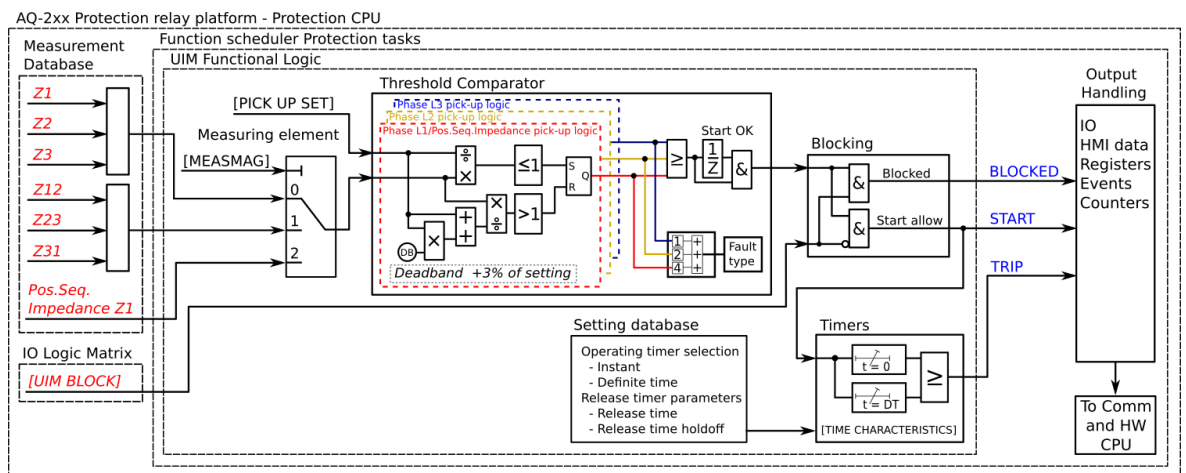 AQ-2xx Protection relay platform - Protection CPU
Function scheduler Protection tasks
UIM Functional Logic
Measurement
Database
Z1
Z2
Z3
Z12
Z23
Z31
Pos.Seq.
Impedance Z1
IO Logic Matrix
[UIM BLOCK]
[PICK UP SET]
Measuring element
[MEASMAG]
0
1
2
Threshold Comparator
Phase L3 pick-up logic
Phase L2 pick-up logic
Phase L1/Pos.Seq.Impedance pick-up logic
÷
×
≤1
S
R
Q
×
÷
>1
+
+
×
DB
Deadband +3% of setting
≥
Start OK
1
Z
&
1 +
2 +
4 +
Fault
type
Blocking
&
Blocked
&
Start allow
BLOCKED
START
TRIP
Output
Handling
IO
HMI data
Registers
Events
Counters
To Comm
and HW
CPU
Setting database
Operating timer selection
- Instant
- Definite time
Release timer parameters
- Release time
- Release time holdoff
Timers
t = 0
t = DT
≥
[TIME CHARACTERISTICS]